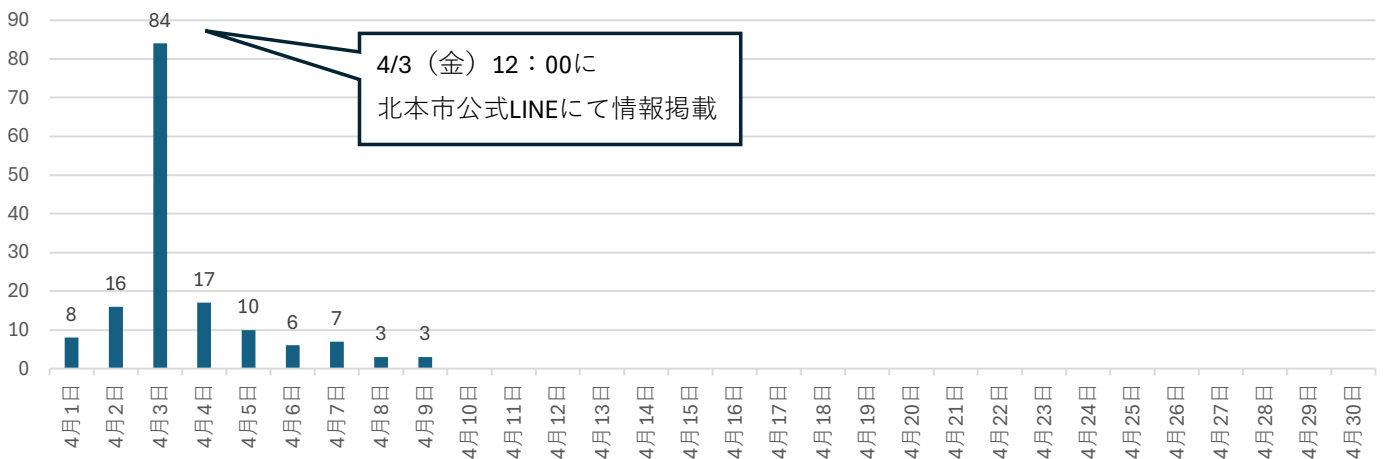 90
80
70
60
50
40
30
20
10
0
8
16
84
17
10
6
7
3
3
4/3（金）12：00に
北本市公式LINEにて情報掲載
4月1日
4月2日
4月3日
4月4日
4月5日
4月6日
4月7日
4月8日
4月9日
4月10日
4月11日
4月12日
4月13日
4月14日
4月15日
4月16日
4月17日
4月18日
4月19日
4月20日
4月21日
4月22日
4月23日
4月24日
4月25日
4月26日
4月27日
4月28日
4月29日
4月30日